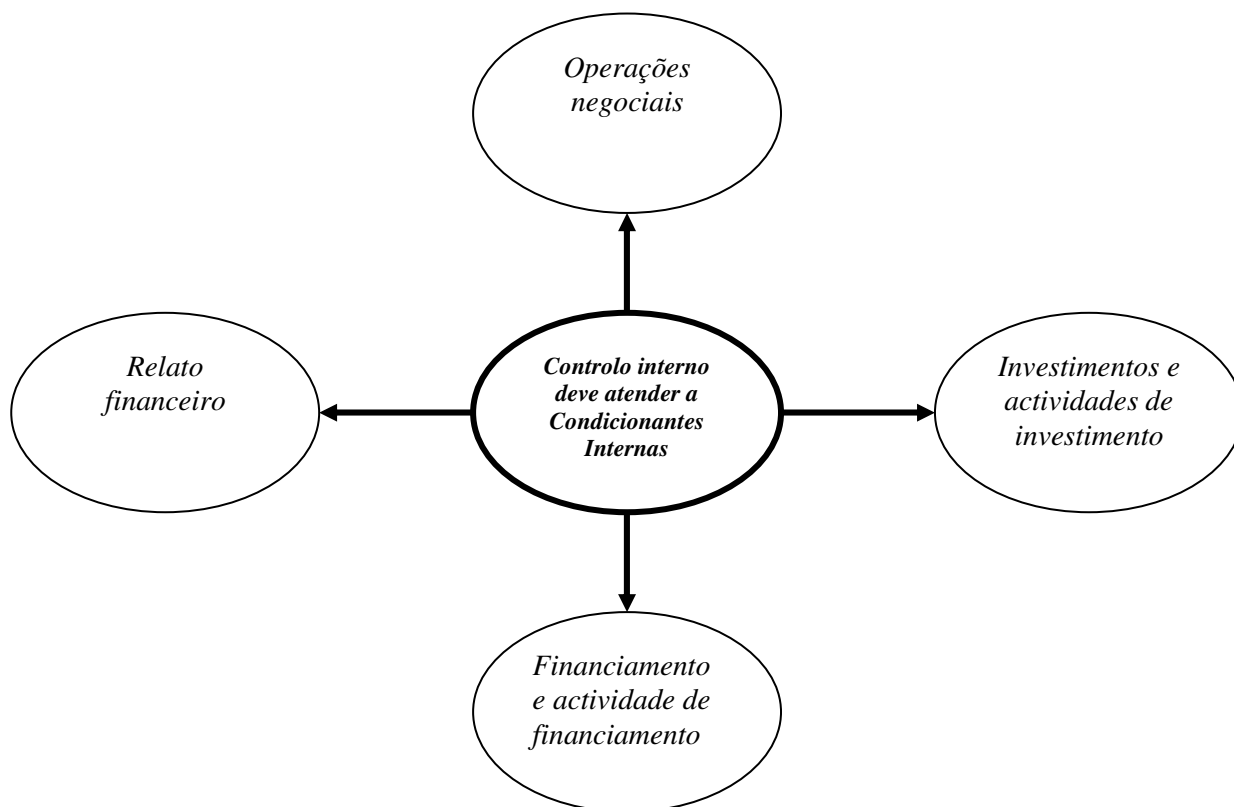 Operações
negociais
Relato
financeiro
Controlo interno
deve atender a
Condicionantes
Internas
Investimentos e
actividades de
investimento
Financiamento
e actividade de
financiamento